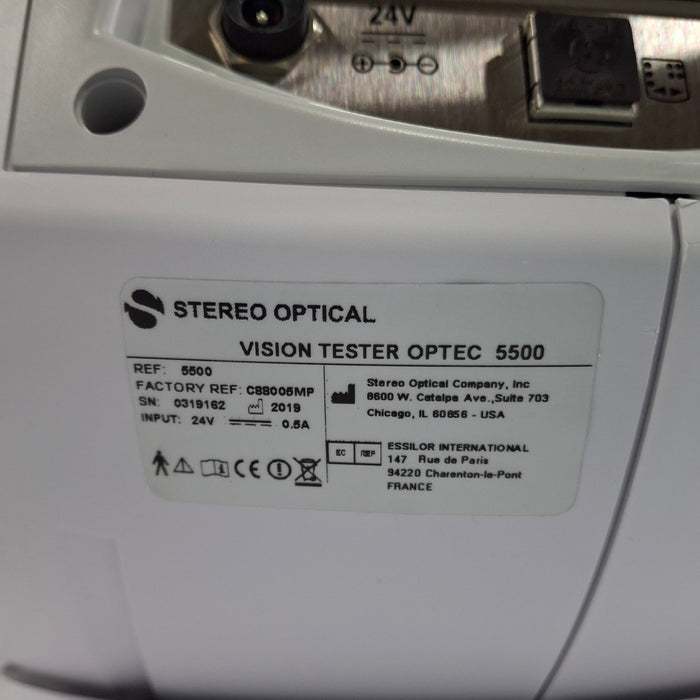 24V
STEREO OPTICAL
VISION TESTER OPTEC 5500
REF: 5500
FACTORY REF: C88005MP
SN: 0319162 2019
INPUT: 24V 0.5A
Stereo Optical Company, Inc
8600 W. Catalpa Ave.,Suite 703
Chicago, IL 60656 - USA
EC REP
ESSILOR INTERNATIONAL
147 Rue de Paris
94220 Charenton-le-Pont
FRANCE
CE